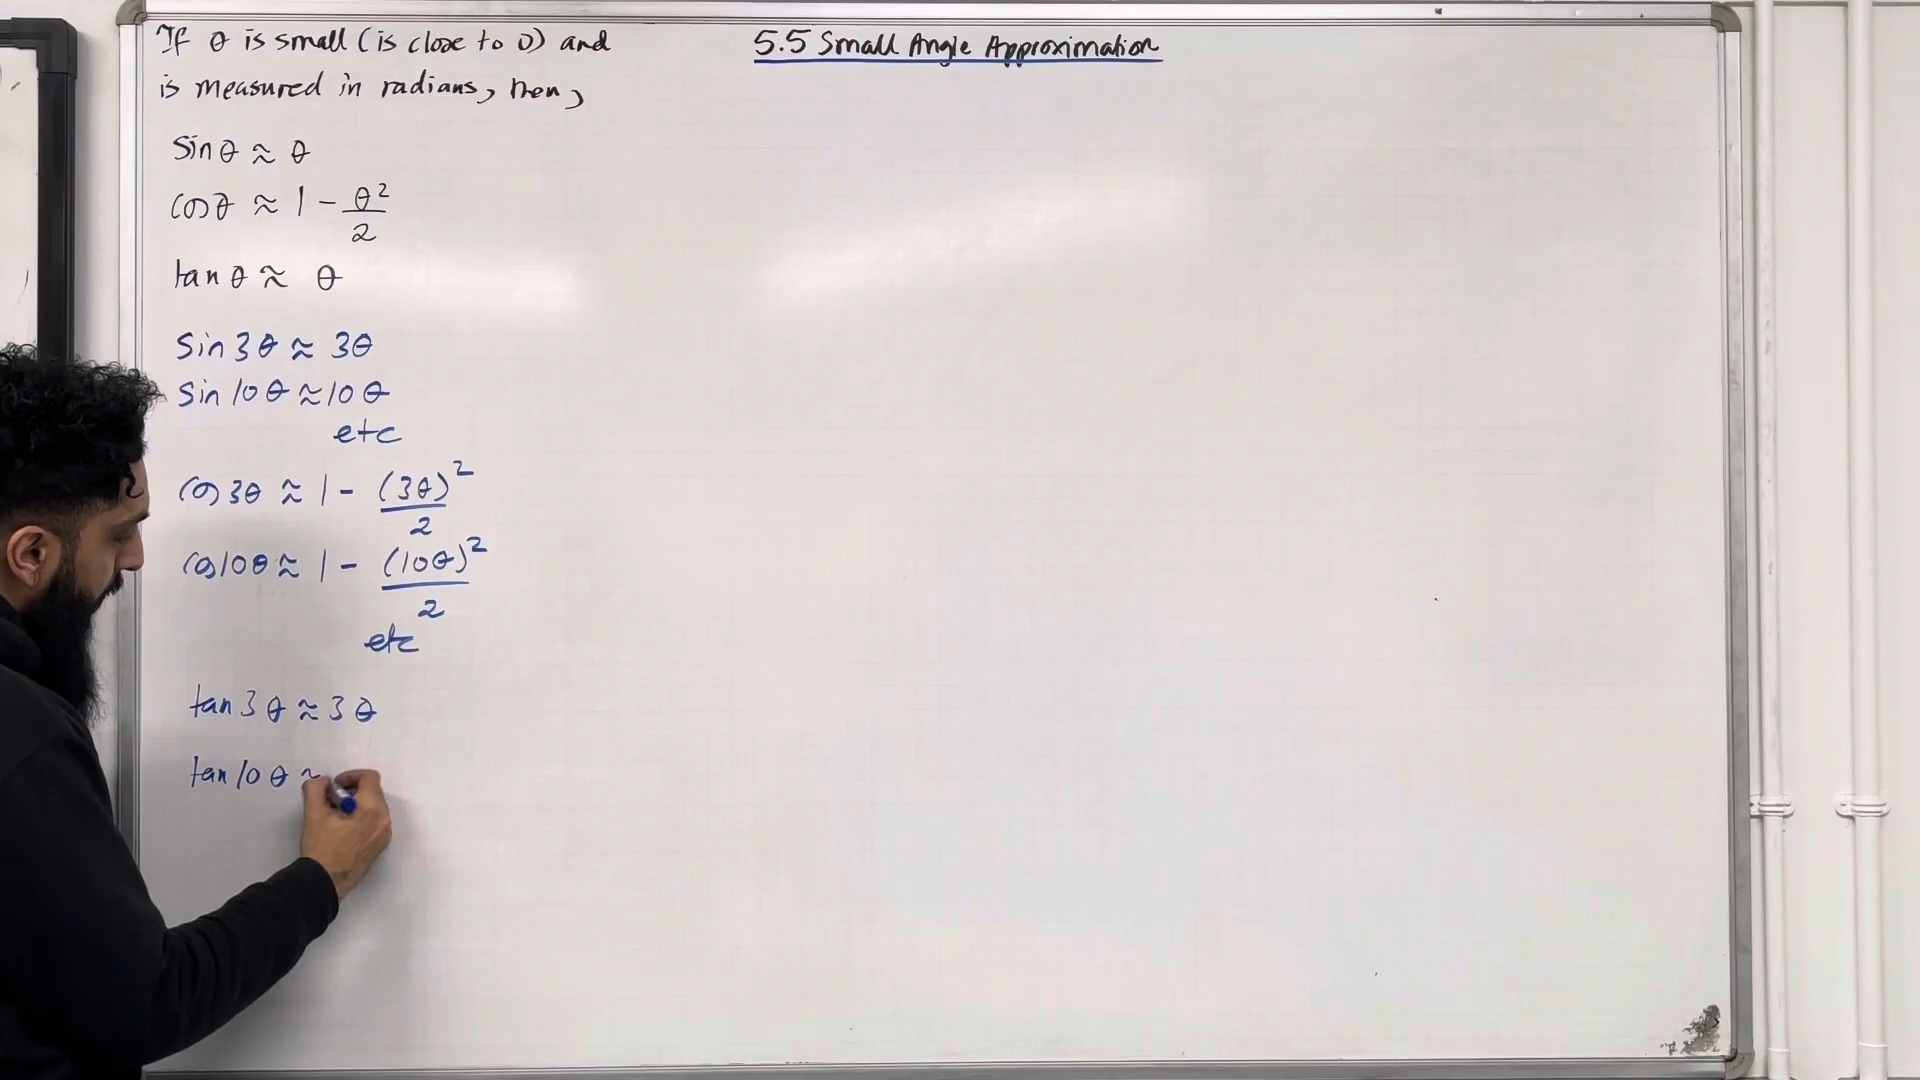 5.5 Small Angle Approximation
If θ is small (is close to 0) and
is measured in radians, then,
Sin θ ≈ θ
Cos θ ≈ 1 - θ²/2
tan θ ≈ θ
Sin 3θ ≈ 3θ
Sin 10θ ≈ 10θ
etc
Cos 3θ ≈ 1 - (3θ)²/2
Cos 10θ ≈ 1 - (10θ)²/2
etc
tan 3θ ≈ 3θ
tan 10θ ≈